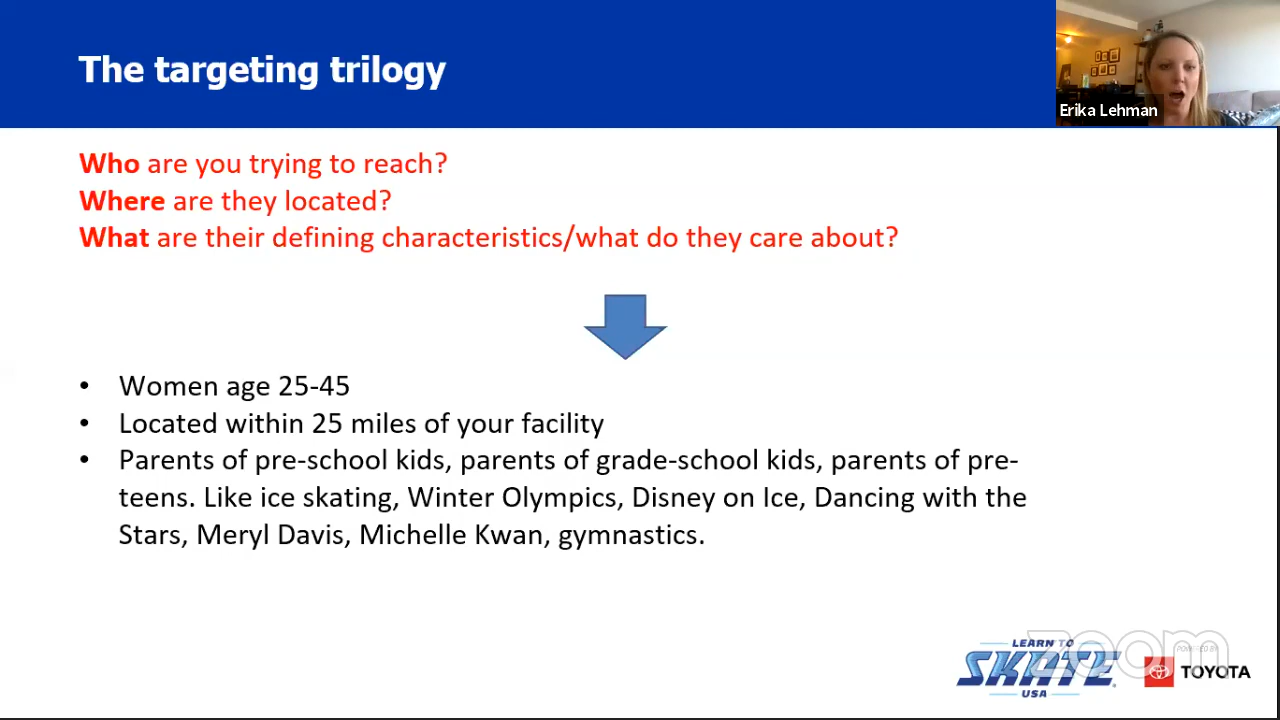 The targeting trilogy
Erika Lehman
Who are you trying to reach?
Where are they located?
What are their defining characteristics/what do they care about?
• Women age 25-45
• Located within 25 miles of your facility
• Parents of pre-school kids, parents of grade-school kids, parents of pre-
teens. Like ice skating, Winter Olympics, Disney on Ice, Dancing with the
Stars, Meryl Davis, Michelle Kwan, gymnastics.
LEARN TO
SKATE
USA
zoom
POWERED BY
TOYOTA